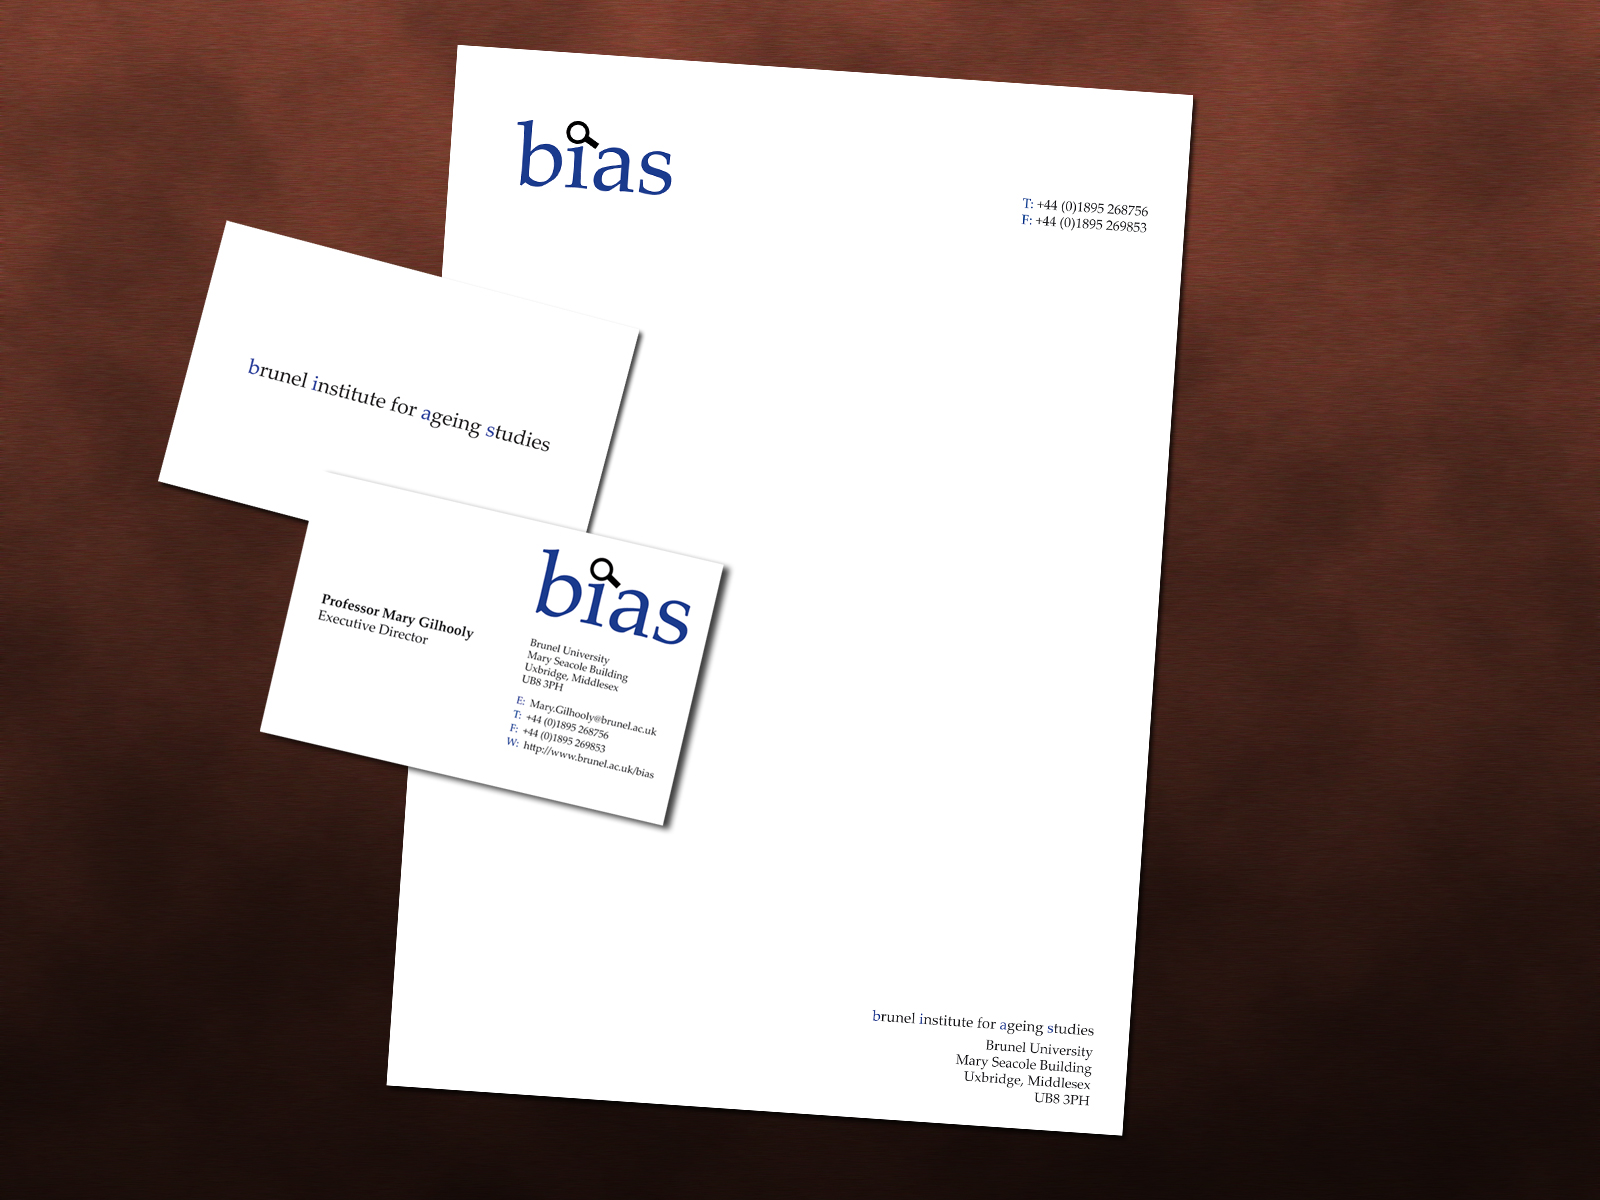 bias
T: +44 (0)1895 268756
F: +44 (0)1895 269853
brunel institute for ageing studies
bias
Professor Mary Gilhooly
Executive Director
Brunel University
Mary Seacole Building
Uxbridge, Middlesex
UB8 3PH
E: Mary.Gilhooly@brunel.ac.uk
T: +44 (0)1895 268756
F: +44 (0)1895 269853
W: http://www.brunel.ac.uk/bias
brunel institute for ageing studies
Brunel University
Mary Seacole Building
Uxbridge, Middlesex
UB8 3PH